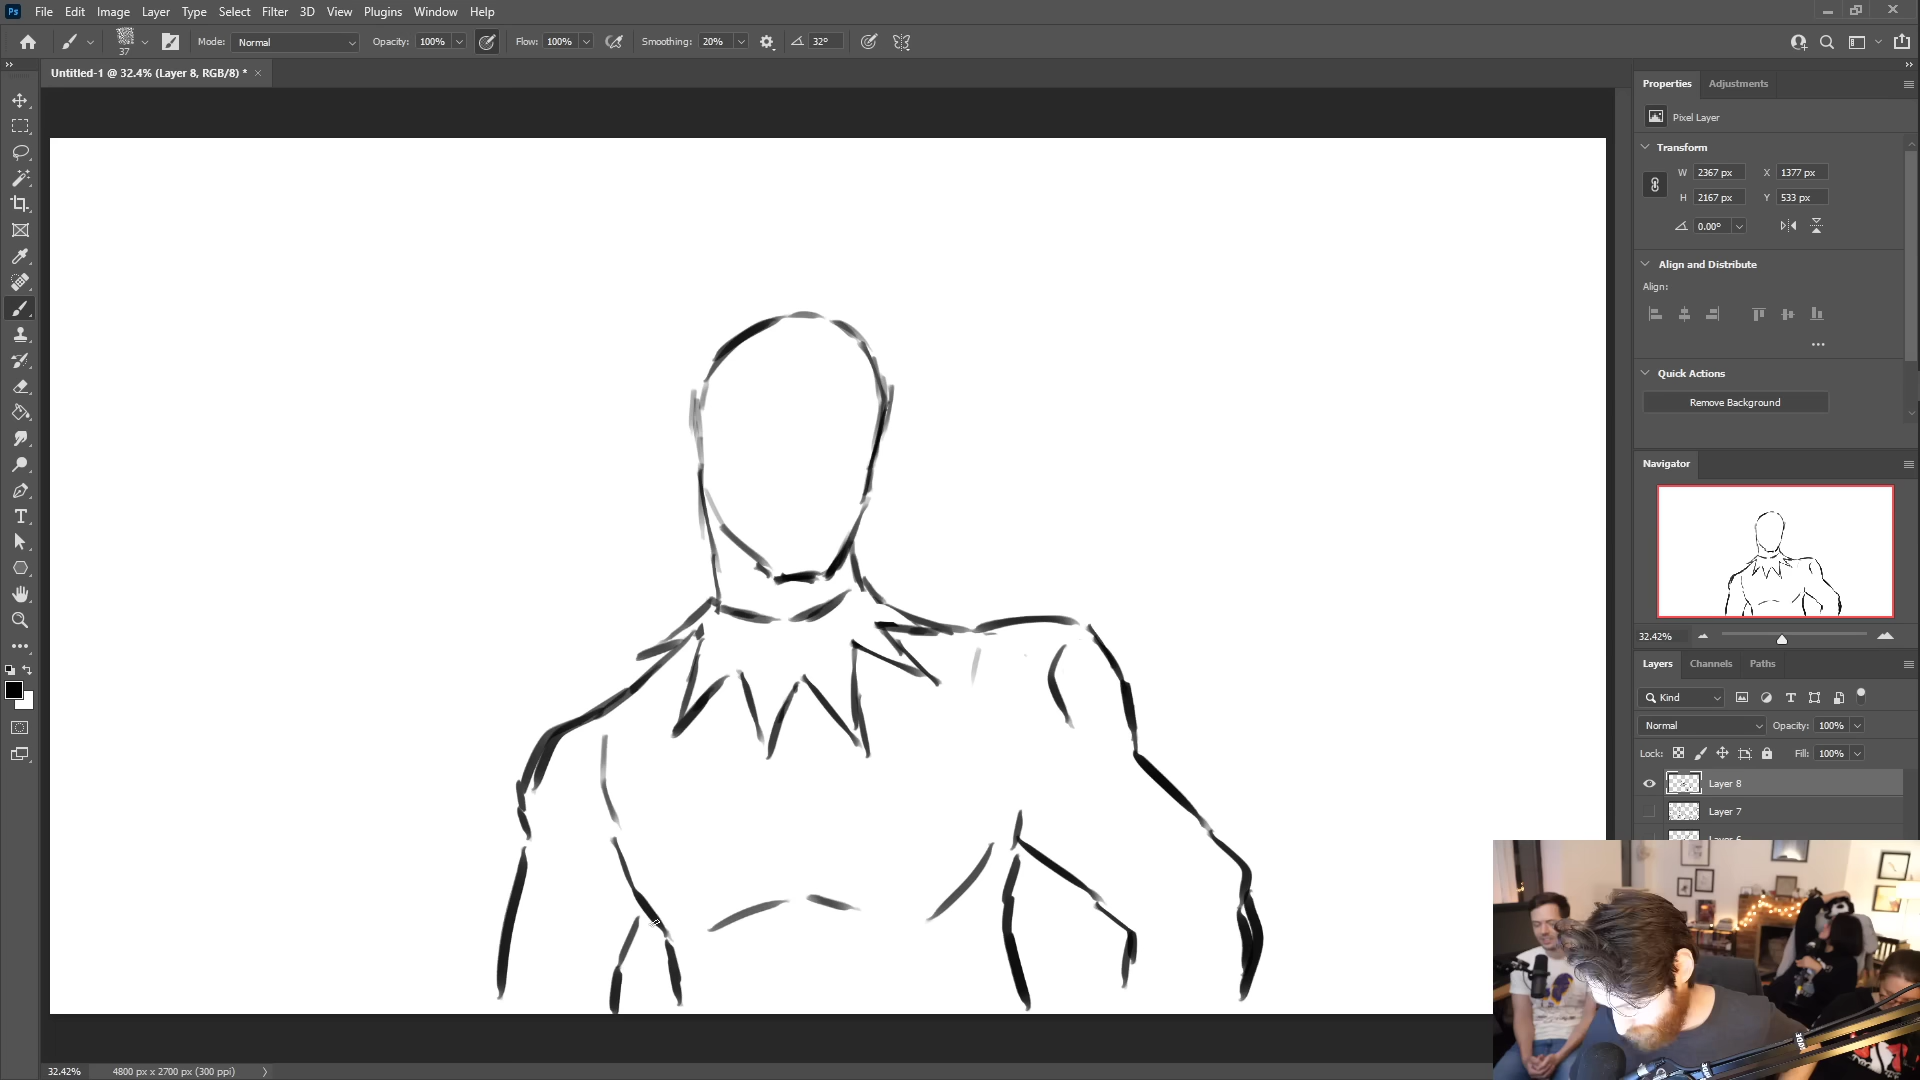 Ps File Edit Image Layer Type Select Filter 3D View Plugins Window Help
37 Mode: Normal Opacity: 100% Flow: 100% Smoothing: 20% 32°
Untitled-1 @ 32.4% (Layer 8, RGB/8) * ×
Properties Adjustments
Pixel Layer
Transform
W 2367 px X 1377 px
H 2167 px Y 533 px
0.00°
Align and Distribute
Align:
Quick Actions
Remove Background
Navigator
32.42%
Layers Channels Paths
Kind
Normal Opacity: 100%
Lock: Fill: 100%
Layer 8
Layer 7
Layer 6
32.42% 4800 px x 2700 px (300 ppi)